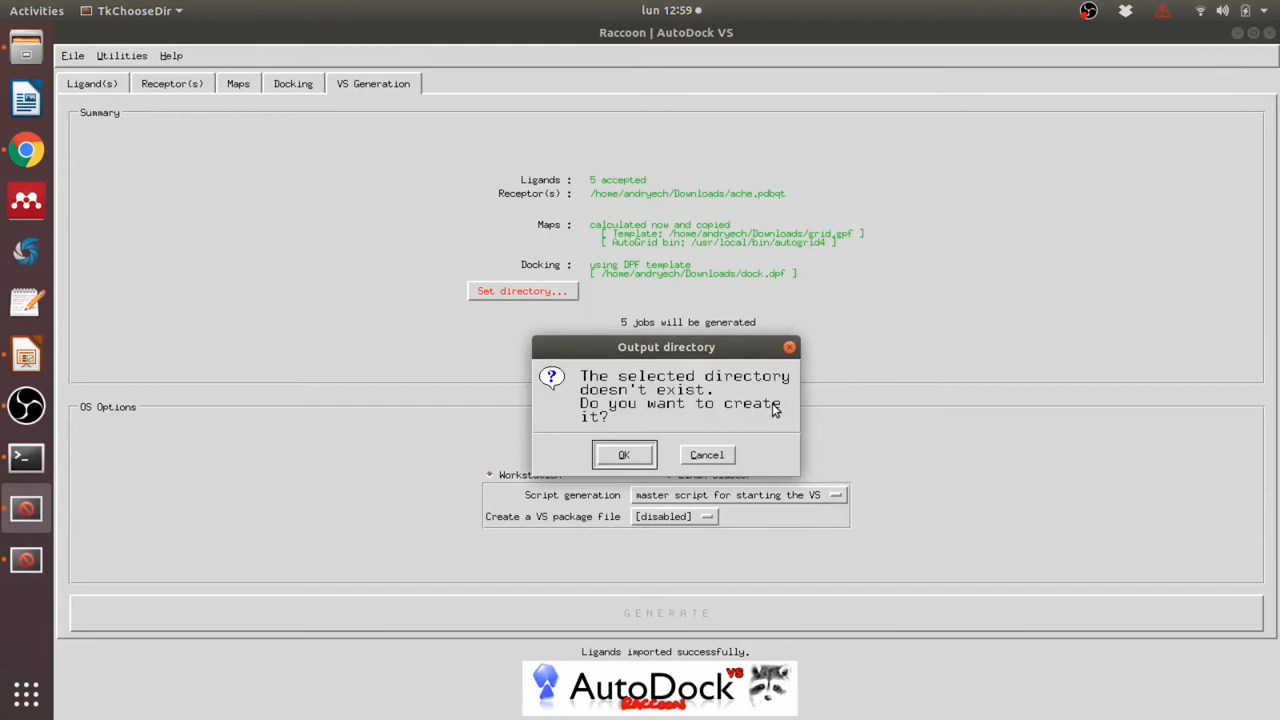 Activities TkChooseDir lun 12:59
Raccoon | AutoDock VS
File Utilities Help
Ligand(s) Receptor(s) Maps Docking VS Generation
Summary
Ligands : 5 accepted
Receptor(s) : /home/andryech/Downloads/ache.pdbqt
Maps : calculated now and copied
[ Template: /home/andryech/Downloads/grid.gpf ]
[ AutoGrid bin: /usr/local/bin/autogrid4 ]
Docking : using DPF template
[ /home/andryech/Downloads/dock.dpf ]
Set directory...
5 jobs will be generated
Output directory
The selected directory
doesn't exist.
Do you want to create
it?
OK Cancel
OS Options
Script generation master script for starting the VS
Create a VS package file [disabled]
GENERATE
Ligands imported successfully.
AutoDock VS
RACCOON